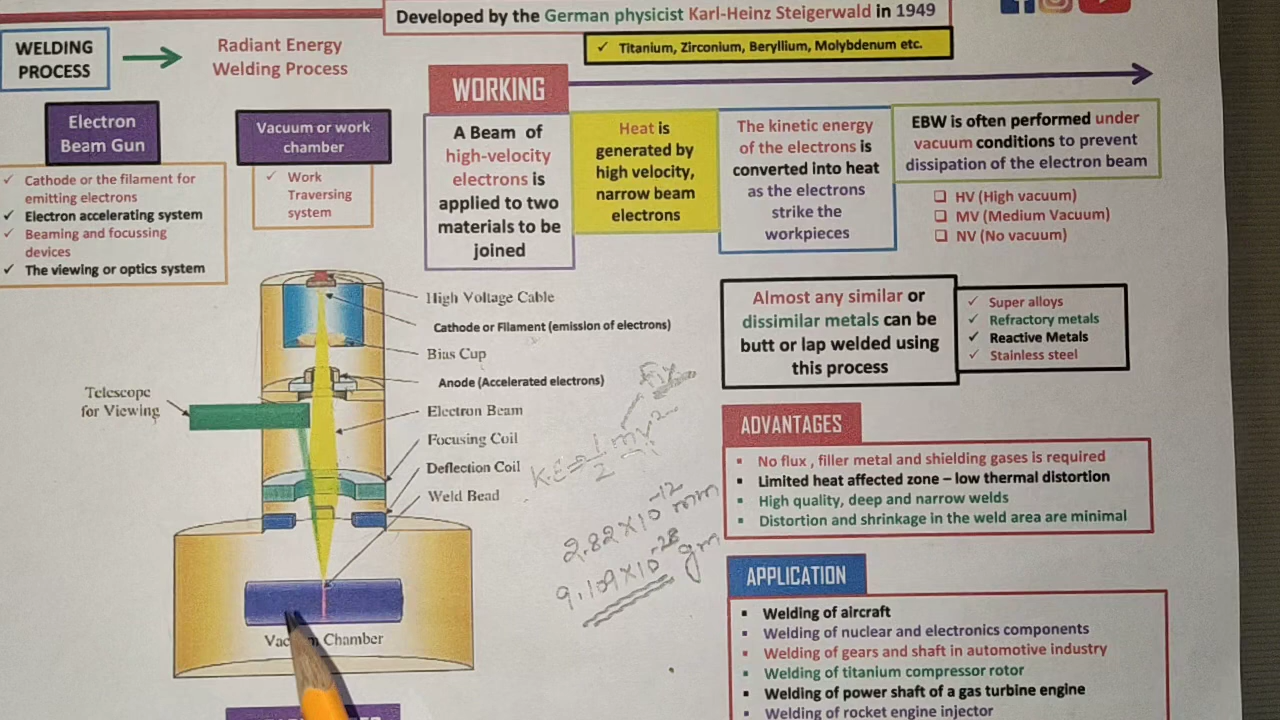 Developed by the German physicist Karl-Heinz Steigerwald in 1949
✓ Titanium, Zirconium, Beryllium, Molybdenum etc.
WELDING
PROCESS
Radiant Energy
Welding Process
WORKING
Electron
Beam Gun
✓ Cathode or the filament for
emitting electrons
✓ Electron accelerating system
✓ Beaming and focussing
devices
✓ The viewing or optics system
Vacuum or work
chamber
✓ Work
Traversing
system
A Beam of
high-velocity
electrons is
applied to two
materials to be
joined
Heat is
generated by
high velocity,
narrow beam
electrons
The kinetic energy
of the electrons is
converted into heat
as the electrons
strike the
workpieces
EBW is often performed under
vacuum conditions to prevent
dissipation of the electron beam
❑ HV (High vacuum)
❑ MV (Medium Vacuum)
❑ NV (No vacuum)
High Voltage Cable
Cathode or Filament (emission of electrons)
Bias Cup
Anode (Accelerated electrons)
Telescope
for Viewing
Electron Beam
Focusing Coil
Deflection Coil
Weld Bead
Chamber
Fix
K.E = 1/2 mv²
2.82×10⁻¹² mm
9.109×10⁻²⁸ gm
Almost any similar or
dissimilar metals can be
butt or lap welded using
this process
✓ Super alloys
✓ Refractory metals
✓ Reactive Metals
✓ Stainless steel
ADVANTAGES
▪ No flux , filler metal and shielding gases is required
▪ Limited heat affected zone – low thermal distortion
▪ High quality, deep and narrow welds
▪ Distortion and shrinkage in the weld area are minimal
APPLICATION
▪ Welding of aircraft
▪ Welding of nuclear and electronics components
▪ Welding of gears and shaft in automotive industry
▪ Welding of titanium compressor rotor
▪ Welding of power shaft of a gas turbine engine
▪ Welding of rocket engine injector